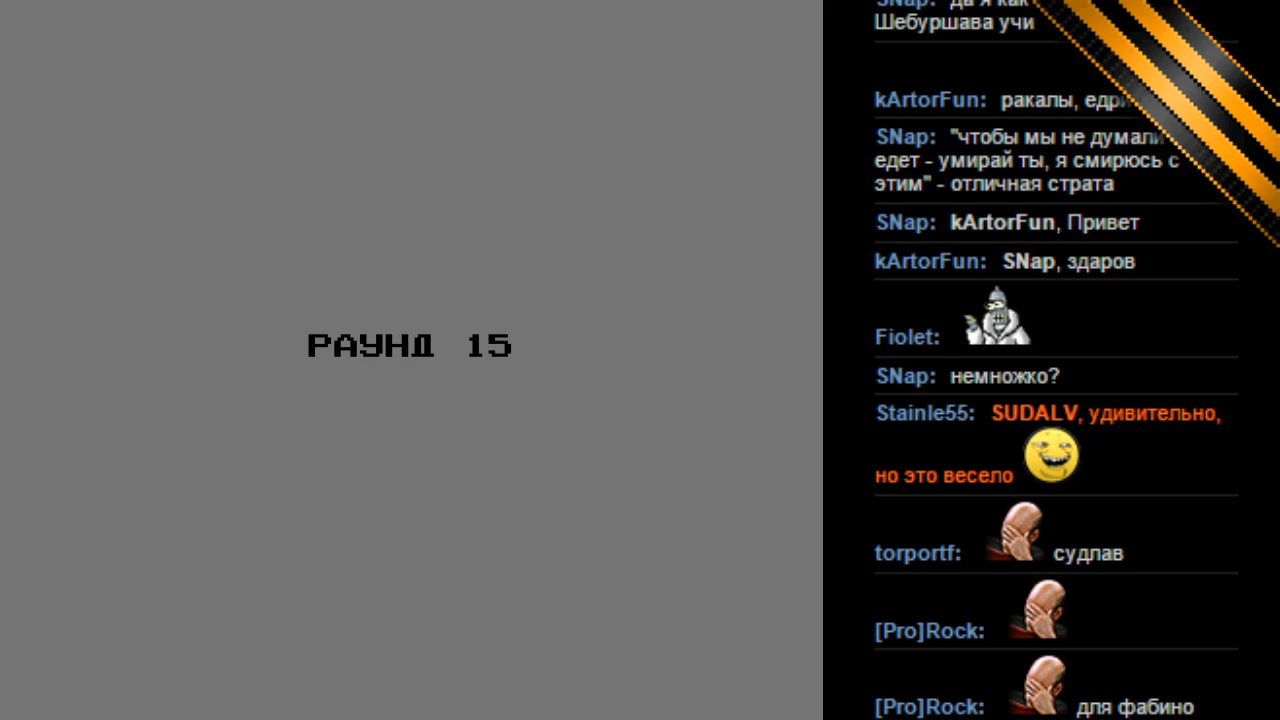 Шебуршава учи
kArtorFun: ракалы,
SNap: "чтобы мы не думали
едет - умирай ты, я смирюсь с
этим" - отличная страта
SNap: kArtorFun, Привет
kArtorFun: SNap, здаров
Fiolet:
SNap: немножко?
Stainle55: SUDALV, удивительно,
но это весело
torportf: судлав
[Pro]Rock:
[Pro]Rock: для фабино
РАУНД 15